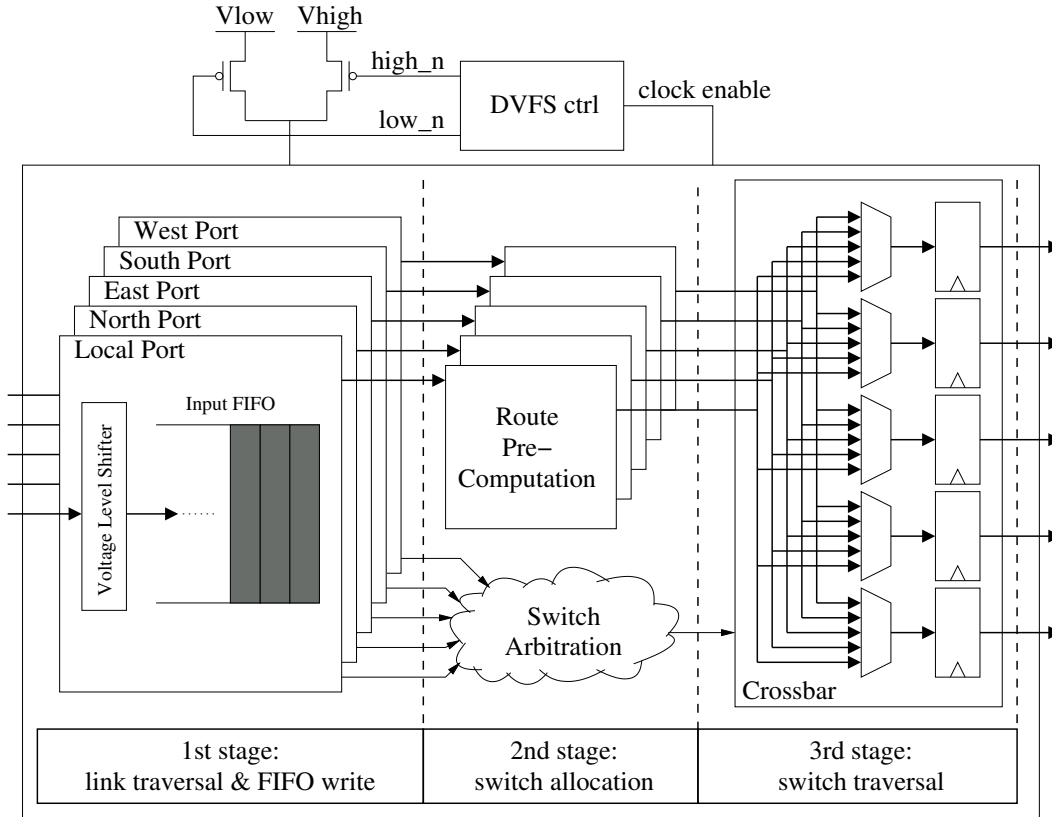 Vlow
Vhigh
high_n
low_n
DVFS ctrl
clock enable
West Port
South Port
East Port
North Port
Local Port
Input FIFO
Voltage Level Shifter
Route
Pre-
Computation
Switch
Arbitration
Crossbar
1st stage:
link traversal & FIFO write
2nd stage:
switch allocation
3rd stage:
switch traversal